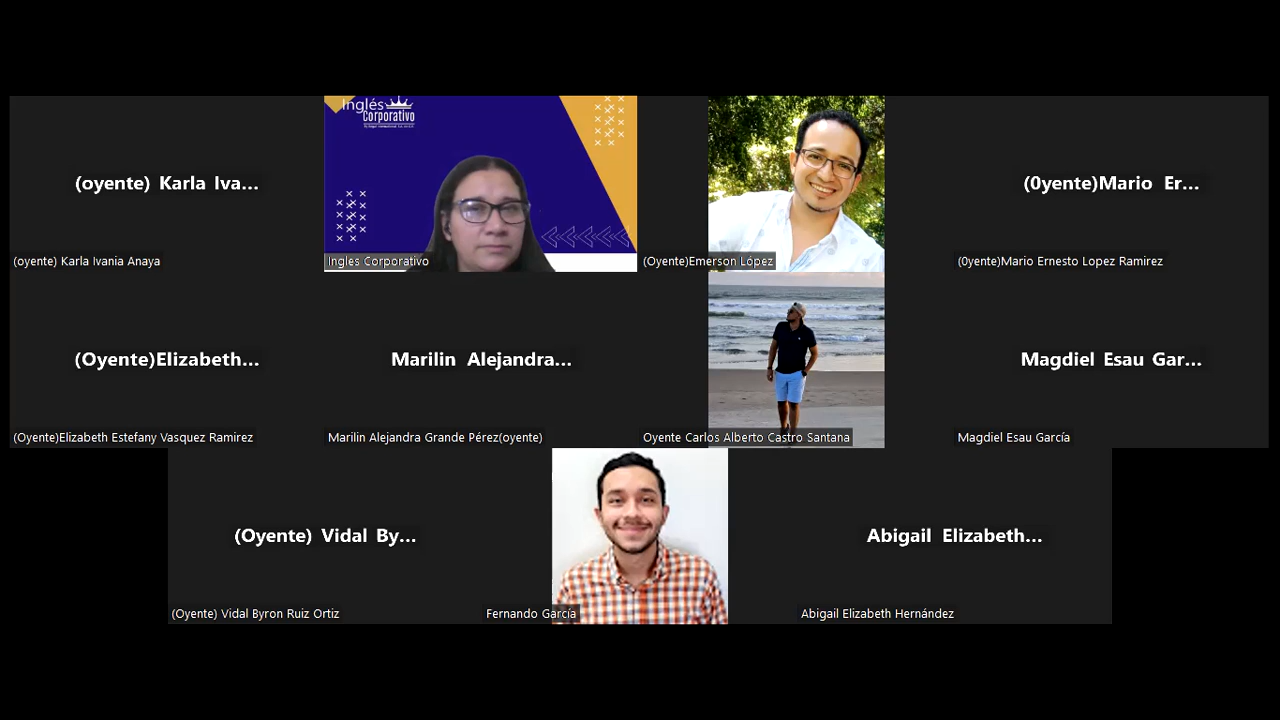 (oyente) Karla Iva...
Inglés
Corporativo
(0yente)Mario Er...
(oyente) Karla Ivania Anaya
Ingles Corporativo
(Oyente)Emerson López
(0yente)Mario Ernesto Lopez Ramirez
(Oyente)Elizabeth...
Marilin Alejandra...
Magdiel Esau Gar...
(Oyente)Elizabeth Estefany Vasquez Ramirez
Marilin Alejandra Grande Pérez(oyente)
Oyente Carlos Alberto Castro Santana
Magdiel Esau García
(Oyente) Vidal By...
Abigail Elizabeth...
(Oyente) Vidal Byron Ruiz Ortiz
Fernando García
Abigail Elizabeth Hernández